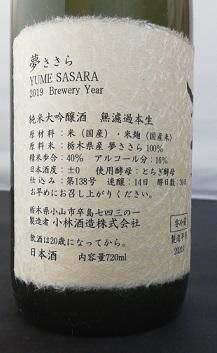 夢ささら
YUME SASARA
2019 Brewery Year
純米大吟醸酒 無濾過本生
原材料：米（国産）・米麹（国産米）
原料米：栃木県産 夢ささら 100%
精米歩合：40% アルコール分：16%
日本酒度：±0 使用酵母：とちぎ酵母
仕込み：第138号 速醸：14日
お早めにお召し上がりください。
栃木県小山市卒島七四三の一
製造者 小林酒造株式会社
飲酒は20歳になってから。
日本酒 内容量720ml
要冷蔵